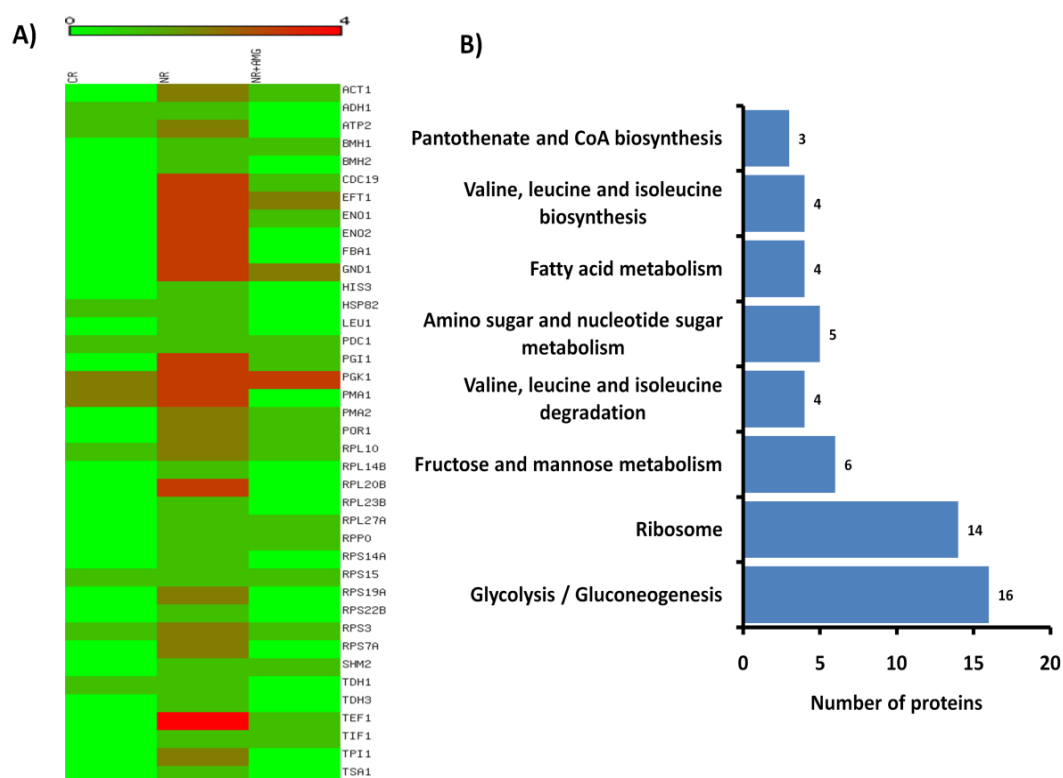 A)
0
4
CR
NR
NR+AMG
ACT1
ADH1
ATP2
BMH1
BMH2
CDC19
EFT1
ENO1
ENO2
FBA1
GND1
HIS3
HSP82
LEU1
PDC1
PGI1
PGK1
PMA1
PMA2
POR1
RPL10
RPL14B
RPL20B
RPL23B
RPL27A
RPP0
RPS14A
RPS15
RPS19A
RPS22B
RPS3
RPS7A
SHM2
TDH1
TDH3
TEF1
TIF1
TPI1
TSA1
B)
Pantothenate and CoA biosynthesis
3
Valine, leucine and isoleucine
biosynthesis
4
Fatty acid metabolism
4
Amino sugar and nucleotide sugar
metabolism
5
Valine, leucine and isoleucine
degradation
4
Fructose and mannose metabolism
6
Ribosome
14
Glycolysis / Gluconeogenesis
16
0 5 10 15 20
Number of proteins